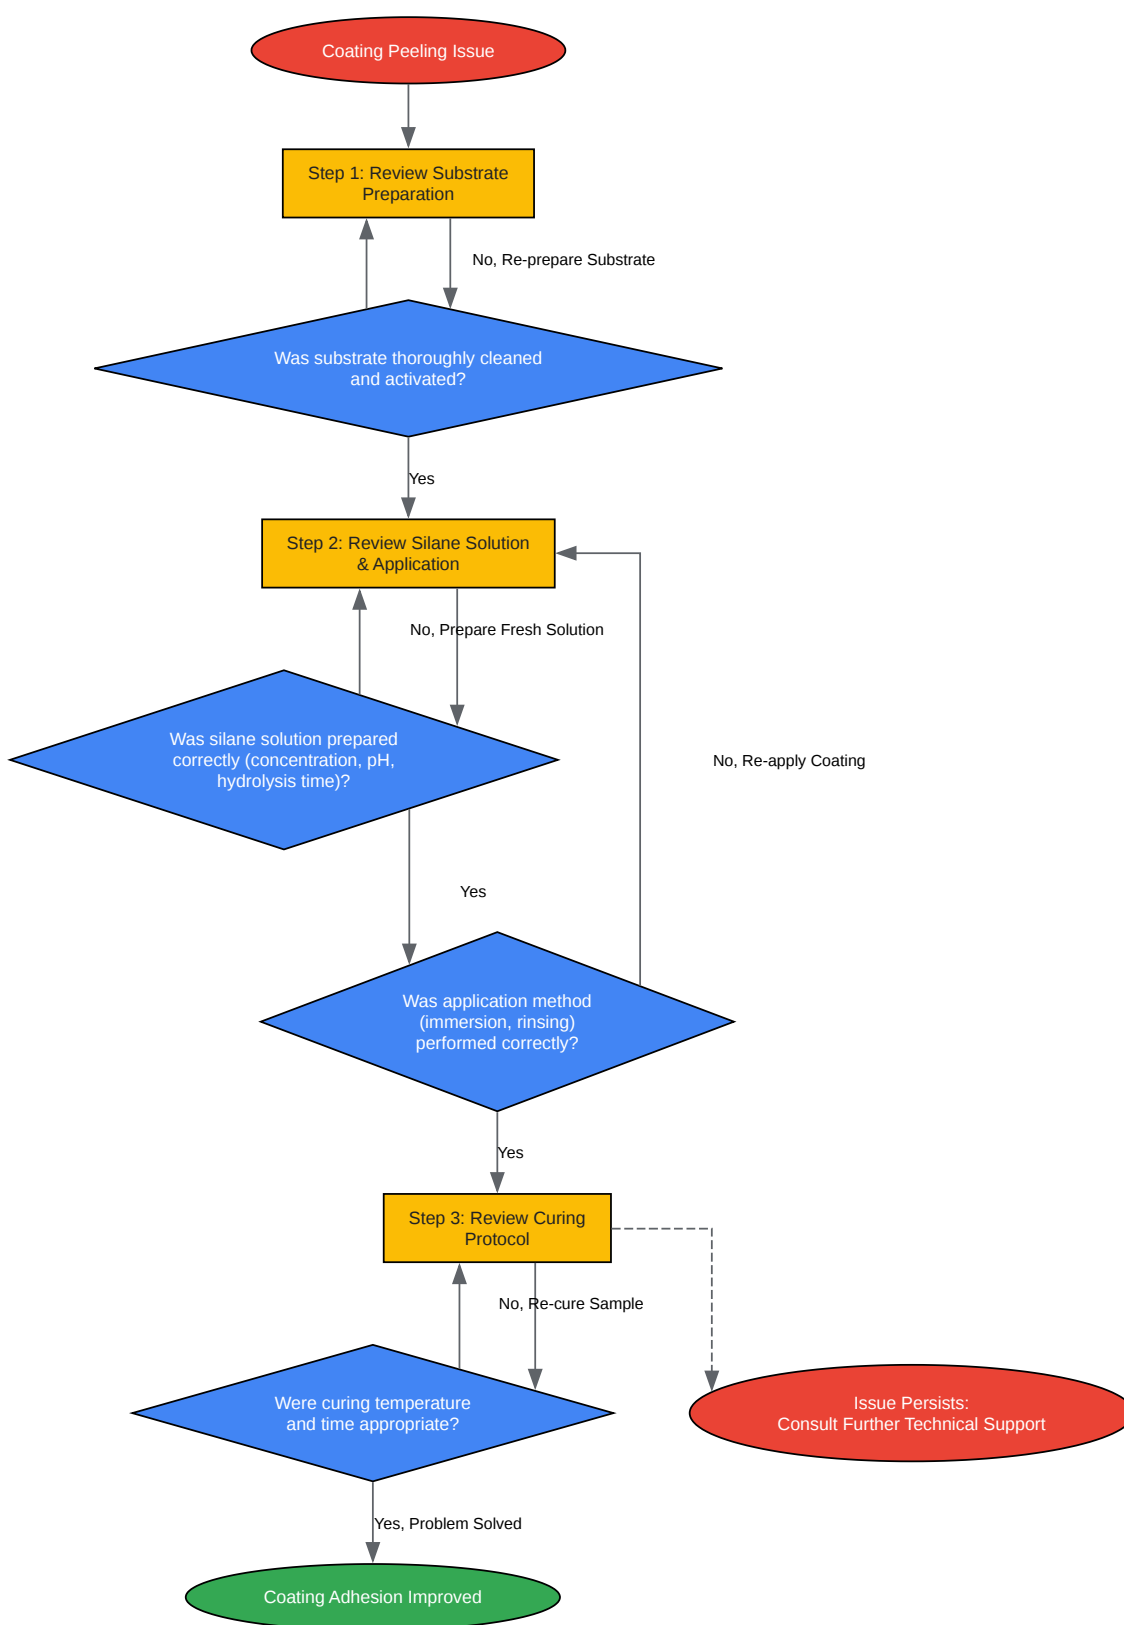 Coating Peeling Issue
Step 1: Review Substrate
Preparation
No, Re-prepare Substrate
Was substrate thoroughly cleaned
and activated?
Yes
Step 2: Review Silane Solution
& Application
No, Prepare Fresh Solution
Was silane solution prepared
correctly (concentration, pH,
hydrolysis time)?
No, Re-apply Coating
Yes
Was application method
(immersion, rinsing)
performed correctly?
Yes
Step 3: Review Curing
Protocol
No, Re-cure Sample
Were curing temperature
and time appropriate?
Issue Persists:
Consult Further Technical Support
Yes, Problem Solved
Coating Adhesion Improved